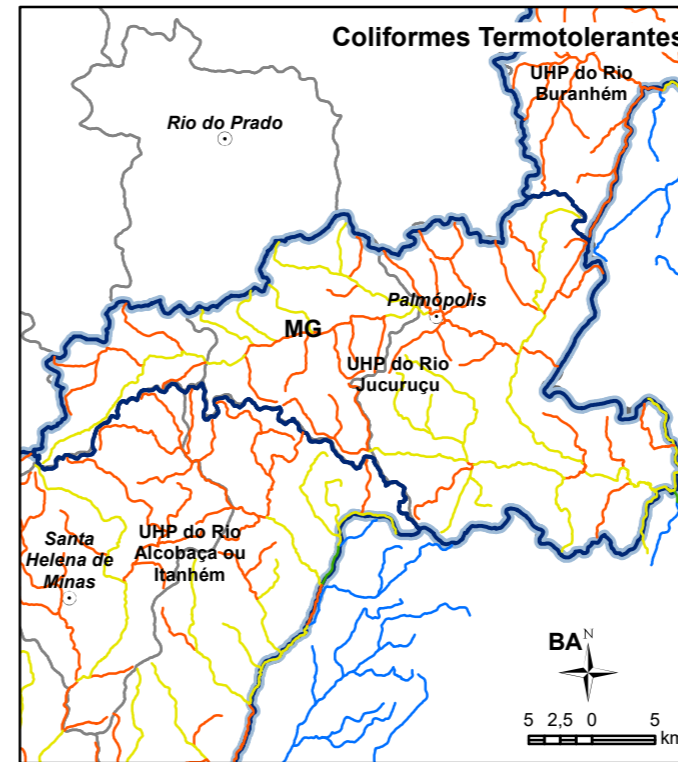 Coliformes Termotolerantes
UHP do Rio
Buranhém
Rio do Prado
Palmópolis
MG
UHP do Rio
Jucuruçu
Santa
Helena de
Minas
UHP do Rio
Alcobaça ou
Itanhém
BA
N
5 2,5 0 5
km